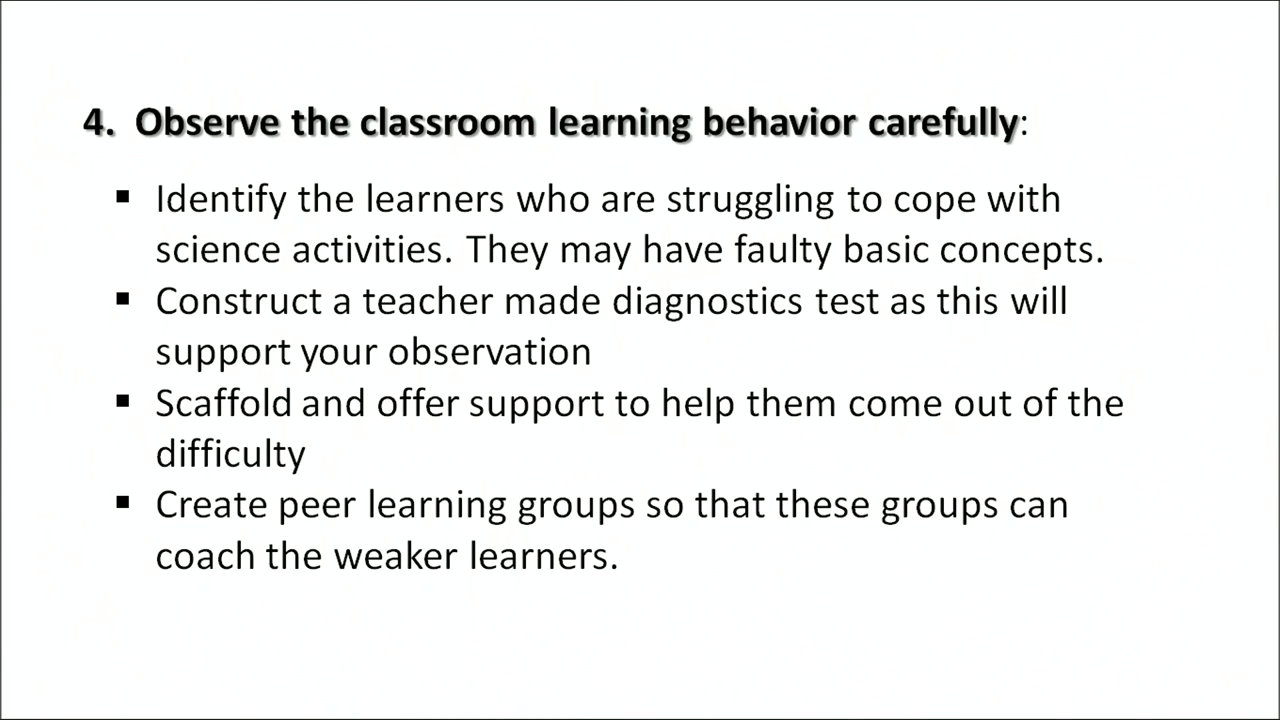 4. Observe the classroom learning behavior carefully:
▪ Identify the learners who are struggling to cope with
science activities. They may have faulty basic concepts.
▪ Construct a teacher made diagnostics test as this will
support your observation
▪ Scaffold and offer support to help them come out of the
difficulty
▪ Create peer learning groups so that these groups can
coach the weaker learners.